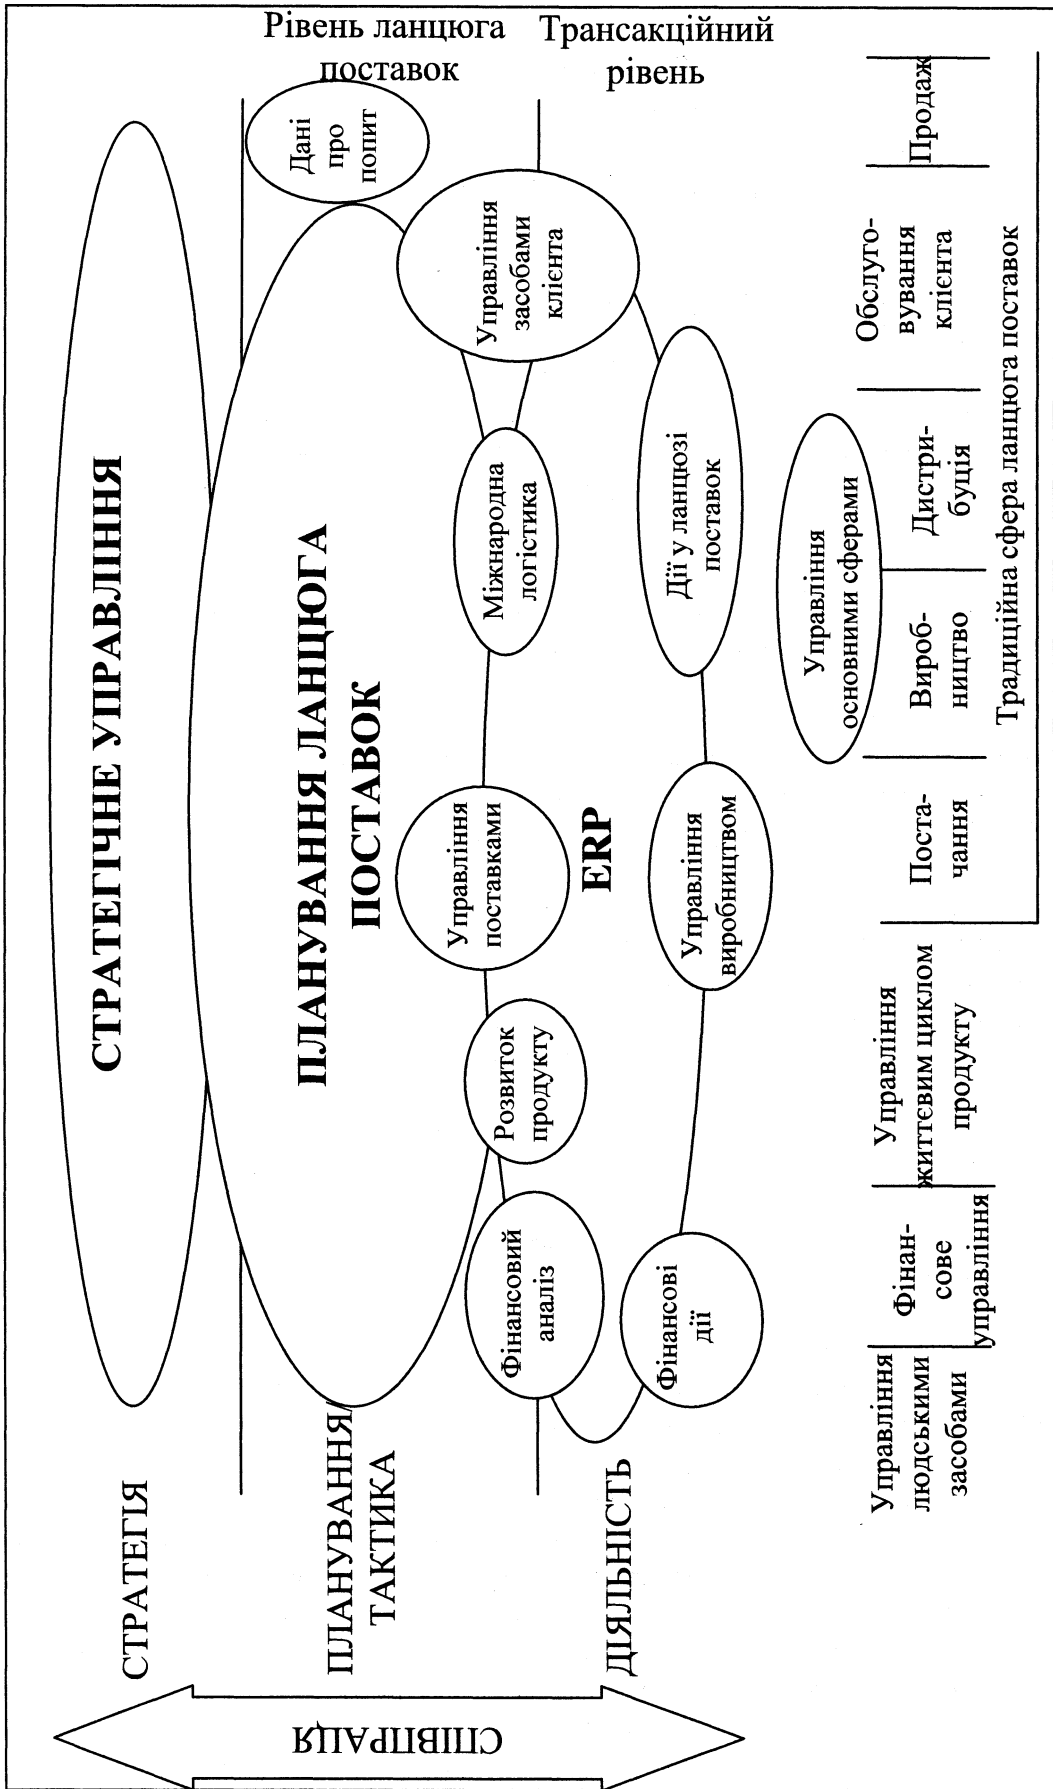 Рівень ланцюга
поставок
Трансакційний
рівень
СТРАТЕГІЧНЕ УПРАВЛІННЯ
Дані
про
попит
ПЛАНУВАННЯ ЛАНЦЮГА
ПОСТАВОК
Управління
засобами
клієнта
Міжнародна
логістика
Управління
поставками
Розвиток
продукту
Фінансовий
аналіз
ERP
Дії у ланцюзі
поставок
Управління
виробництвом
Фінансові
дії
Управління
основними сферами
СТРАТЕГІЯ
ПЛАНУВАННЯ/
ТАКТИКА
ДІЯЛЬНІСТЬ
СПІВПРАЦЯ
Управління
людськими
засобами
Фінан-
сове
управління
Управління
життєвим циклом
продукту
Поста-
чання
Вироб-
ництво
Дистри-
буція
Обслуго-
вування
клієнта
Продаж
Традиційна сфера ланцюга поставок